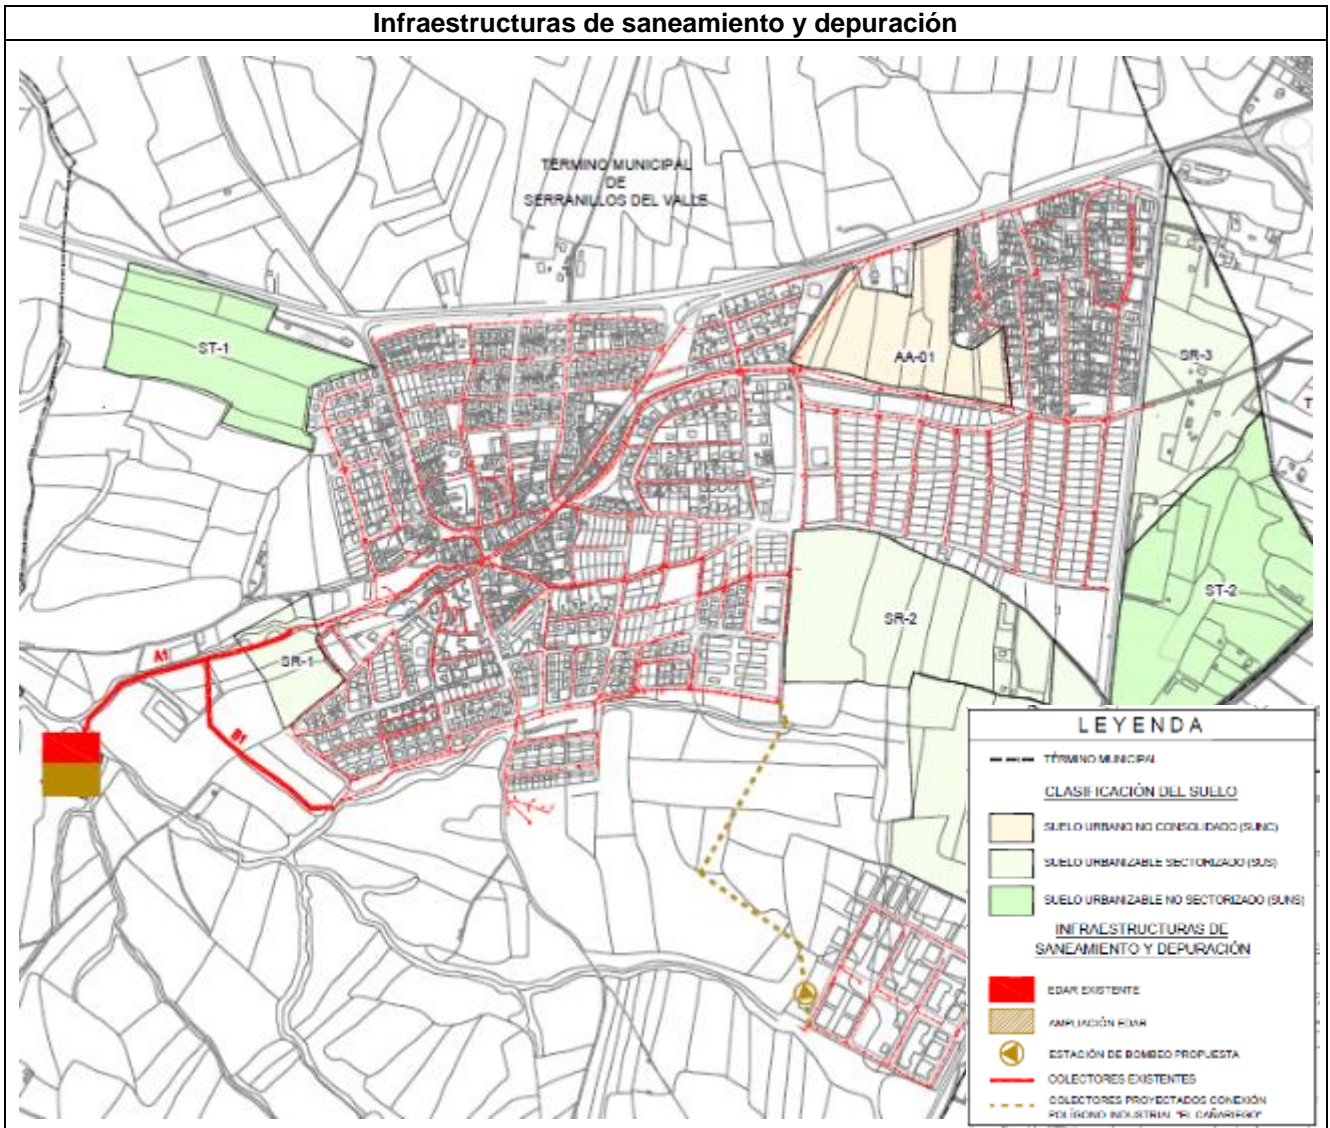 Infraestructuras de saneamiento y depuración
TÉRMINO MUNICIPAL
DE
SERRANILLOS DEL VALLE
ST-1
AA-01
SR-3
T
ST-2
SR-2
SR-1
A1
B1
LEYENDA
TÉRMINO MUNICIPAL
CLASIFICACIÓN DEL SUELO
SUELO URBANO NO CONSOLIDADO (SUNC)
SUELO URBANIZABLE SECTORIZADO (SUS)
SUELO URBANIZABLE NO SECTORIZADO (SUNS)
INFRAESTRUCTURAS DE
SANEAMIENTO Y DEPURACIÓN
EDAR EXISTENTE
AMPLIACIÓN EDAR
ESTACIÓN DE BOMBEO PROPUESTA
COLECTORES EXISTENTES
COLECTORES PROYECTADOS CONEXIÓN
POLÍGONO INDUSTRIAL "EL CAÑARIEGO"